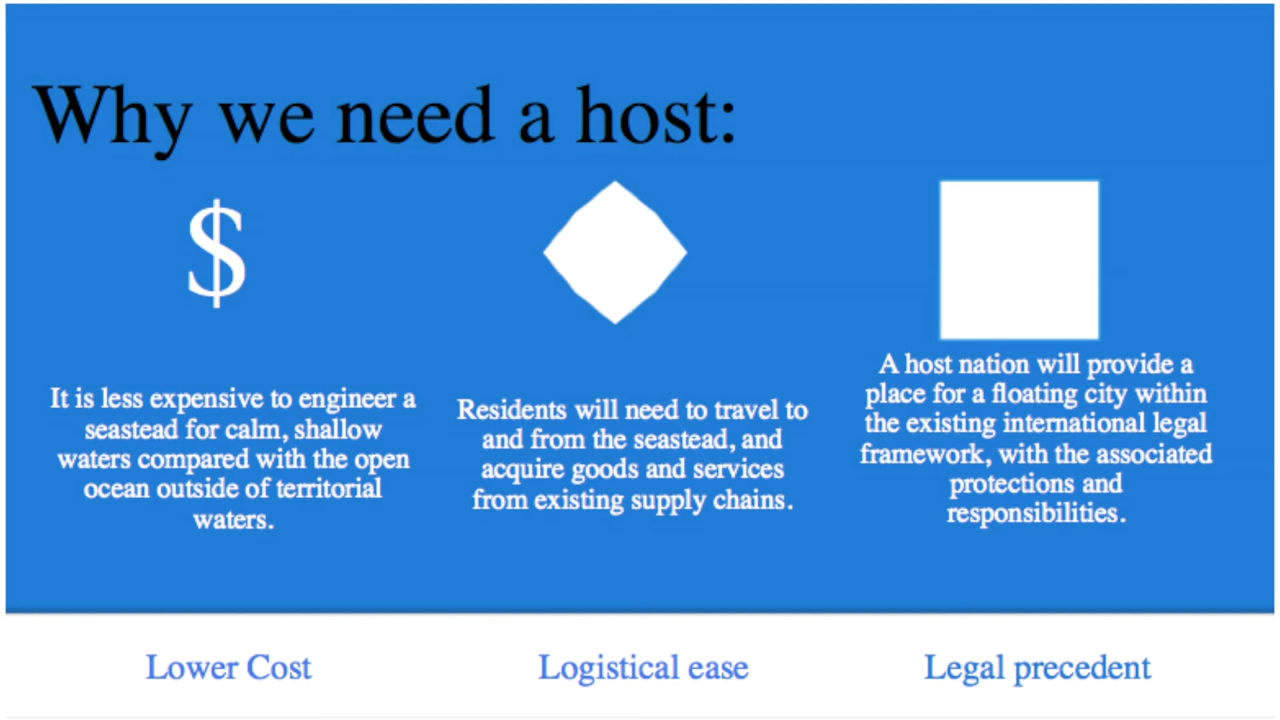 Why we need a host:
$
It is less expensive to engineer a
seastead for calm, shallow
waters compared with the open
ocean outside of territorial
waters.
Residents will need to travel to
and from the seastead, and
acquire goods and services
from existing supply chains.
A host nation will provide a
place for a floating city within
the existing international legal
framework, with the associated
protections and
responsibilities.
Lower Cost
Logistical ease
Legal precedent